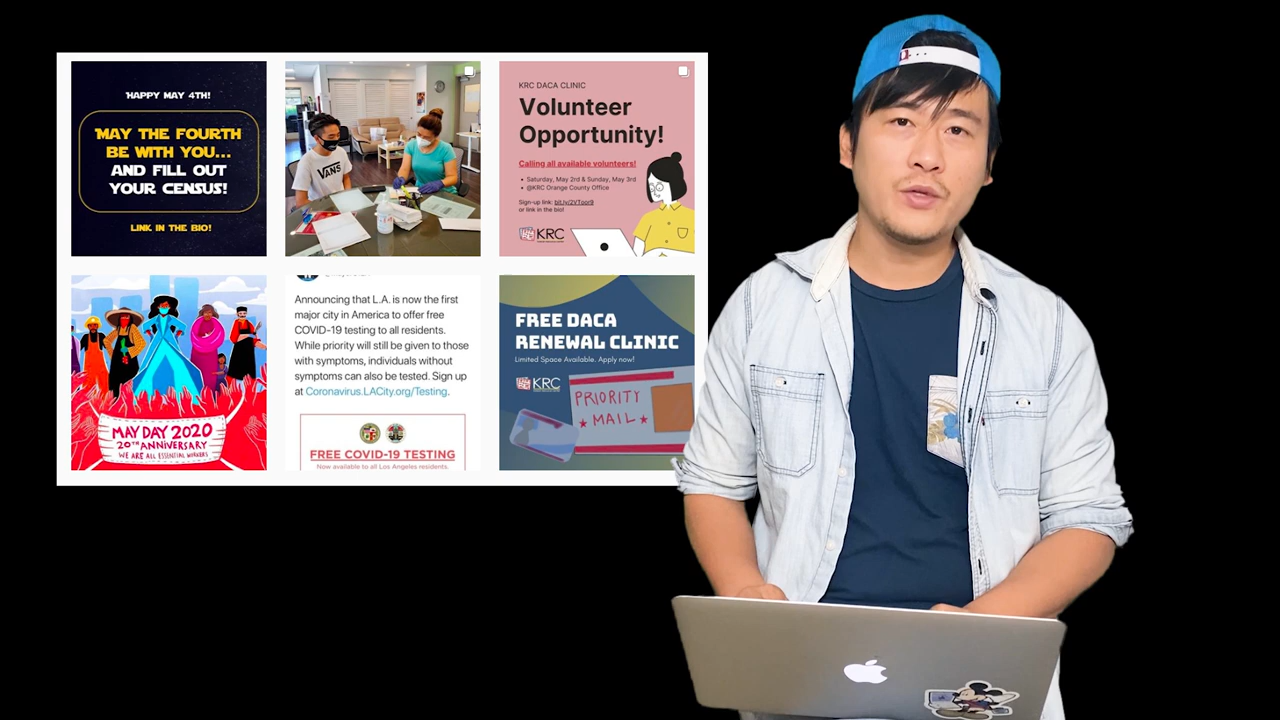 HAPPY MAY 4TH!
MAY THE FOURTH
BE WITH YOU...
AND FILL OUT
YOUR CENSUS!
LINK IN THE BIO!
VANS
KRC DACA CLINIC
Volunteer
Opportunity!
Calling all available volunteers!
• Saturday, May 2nd & Sunday, May 3rd
• @KRC Orange County Office
Sign-up link: bit.ly/2VToor9
or link in the bio!
KRC
MAY DAY 2020
20TH ANNIVERSARY
WE ARE ALL ESSENTIAL WORKERS
Announcing that L.A. is now the first
major city in America to offer free
COVID-19 testing to all residents.
While priority will still be given to those
with symptoms, individuals without
symptoms can also be tested. Sign up
at Coronavirus.LACity.org/Testing.
FREE COVID-19 TESTING
Now available to all Los Angeles residents.
FREE DACA
RENEWAL CLINIC
Limited Space Available. Apply now!
KRC
PRIORITY
MAIL